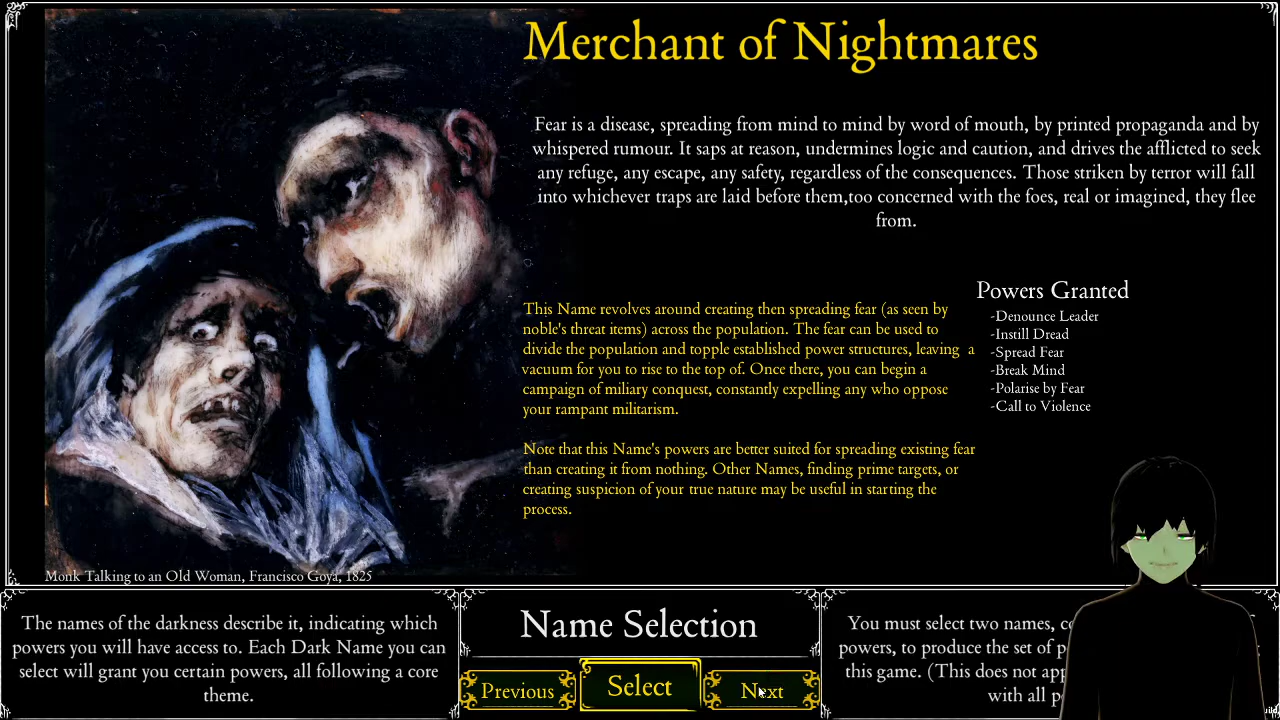 Merchant of Nightmares
Fear is a disease, spreading from mind to mind by word of mouth, by printed propaganda and by
whispered rumour. It saps at reason, undermines logic and caution, and drives the afflicted to seek
any refuge, any escape, any safety, regardless of the consequences. Those striken by terror will fall
into whichever traps are laid before them,too concerned with the foes, real or imagined, they flee
from.
This Name revolves around creating then spreading fear (as seen by
noble's threat items) across the population. The fear can be used to
divide the population and topple established power structures, leaving a
vacuum for you to rise to the top of. Once there, you can begin a
campaign of miliary conquest, constantly expelling any who oppose
your rampant militarism.
Note that this Name's powers are better suited for spreading existing fear
than creating it from nothing. Other Names, finding prime targets, or
creating suspicion of your true nature may be useful in starting the
process.
Powers Granted
-Denounce Leader
-Instill Dread
-Spread Fear
-Break Mind
-Polarise by Fear
-Call to Violence
Monk Talking to an Old Woman, Francisco Goya, 1825
The names of the darkness describe it, indicating which
powers you will have access to. Each Dark Name you can
select will grant you certain powers, all following a core
theme.
Name Selection
Previous
Select
Next
You must select two names,
powers, to produce the set of
this game. (This does not
with all